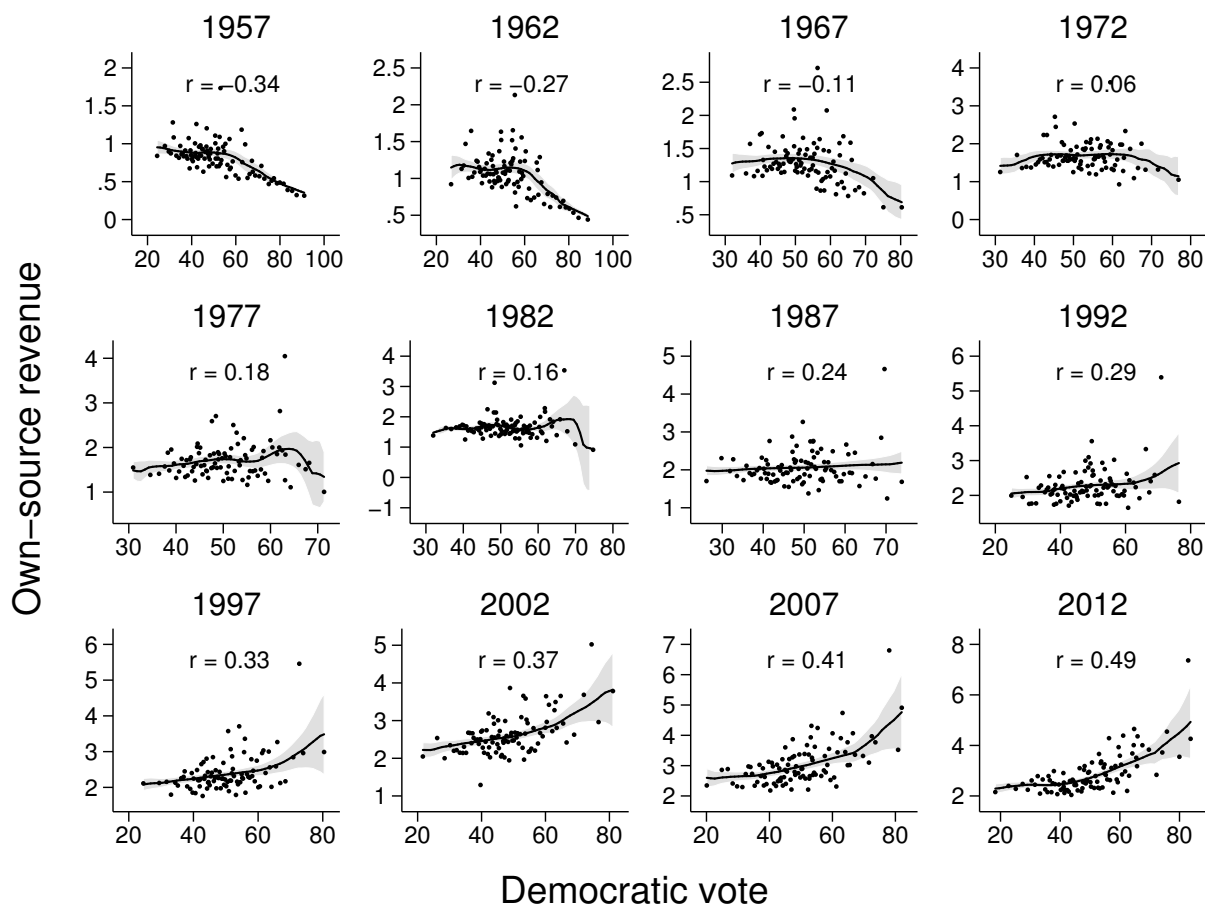 1957 1962 1967 1972
2 2.5 2.5 4
r = −0.34 r = −0.27 r = −0.11 r = 0.06
1.5 2 2 3
1 1.5 1.5 2
.5 1 1 1
0 .5 .5 0
20 40 60 80 100 20 40 60 80 100 30 40 50 60 70 80 30 40 50 60 70 80
Own−source revenue
1977 1982 1987 1992
4 4 5 6
r = 0.18 r = 0.16 r = 0.24 r = 0.29
3 3 4 5
2 2 3 4
1 1 2 3
0 1 2
−1
30 40 50 60 70 30 40 50 60 70 80 30 40 50 60 70 20 40 60 80
1997 2002 2007 2012
6 5 7 8
r = 0.33 r = 0.37 r = 0.41 r = 0.49
5 4 6 6
4 3 5 4
3 2 4 2
2 1 3
2
20 40 60 80 20 40 60 80 20 40 60 80 20 40 60 80
Democratic vote